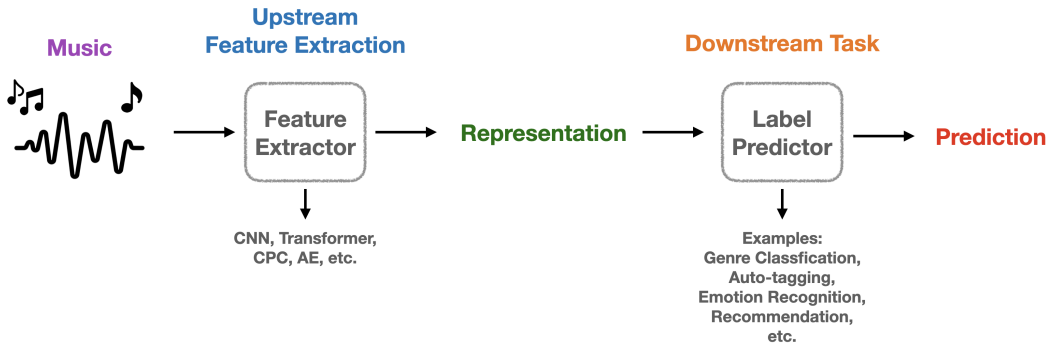 Music
Upstream
Feature Extraction
Downstream Task
Feature
Extractor
Representation
Label
Predictor
Prediction
CNN, Transformer,
CPC, AE, etc.
Examples:
Genre Classfication,
Auto-tagging,
Emotion Recognition,
Recommendation,
etc.